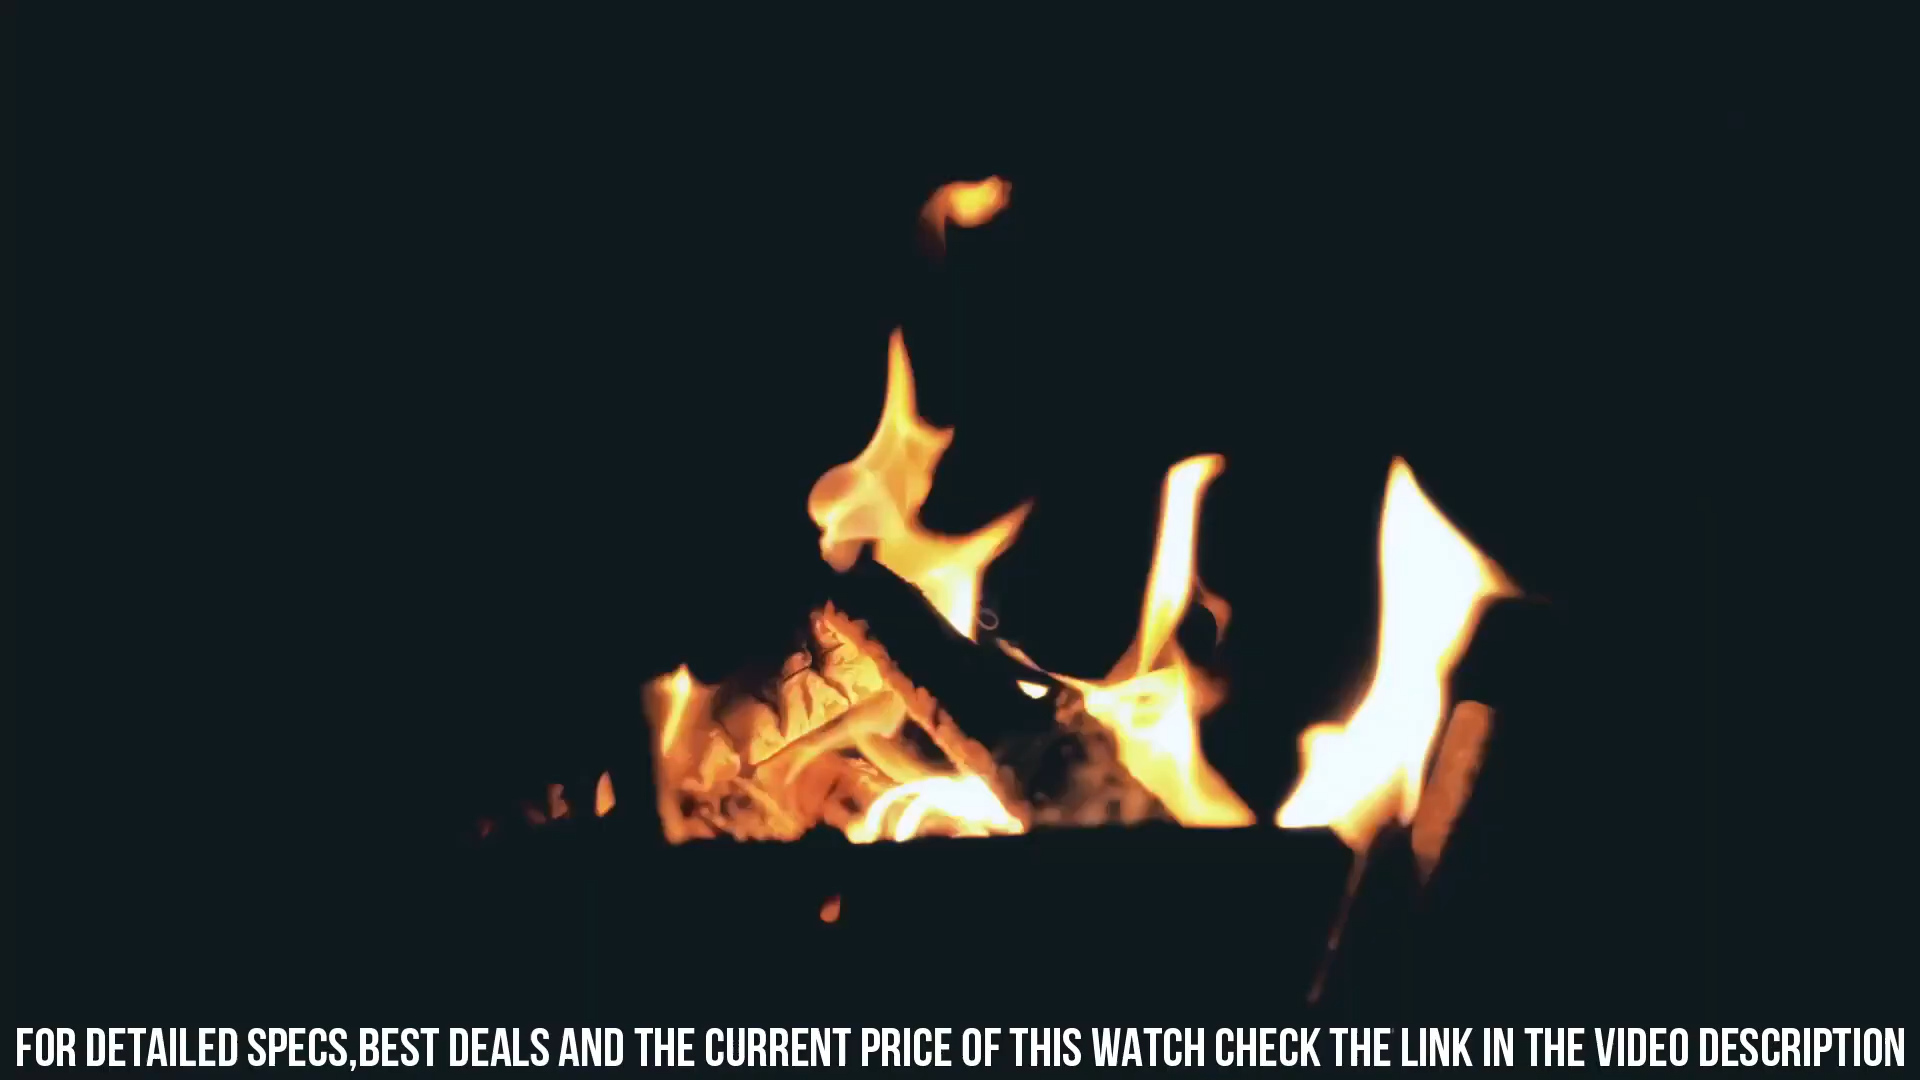 FOR DETAILED SPECS,BEST DEALS AND THE CURRENT PRICE OF THIS WATCH CHECK THE LINK IN THE VIDEO DESCRIPTION